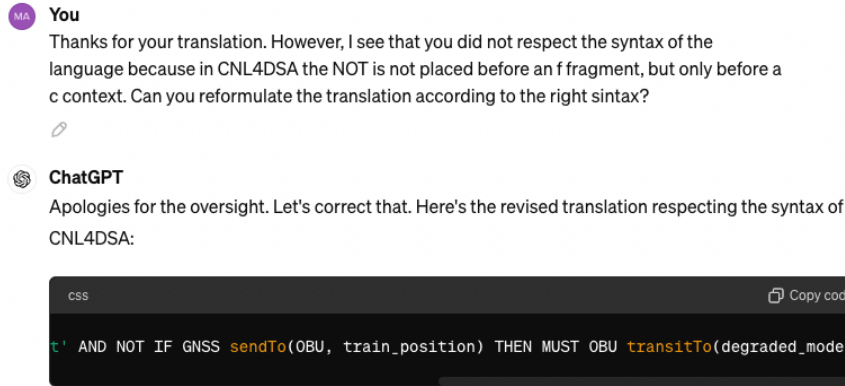 MA You
Thanks for your translation. However, I see that you did not respect the syntax of the
language because in CNL4DSA the NOT is not placed before an f fragment, but only before a
c context. Can you reformulate the translation according to the right sintax?
ChatGPT
Apologies for the oversight. Let's correct that. Here's the revised translation respecting the syntax of
CNL4DSA:
css Copy cod
t' AND NOT IF GNSS sendTo(OBU, train_position) THEN MUST OBU transitTo(degraded_mode